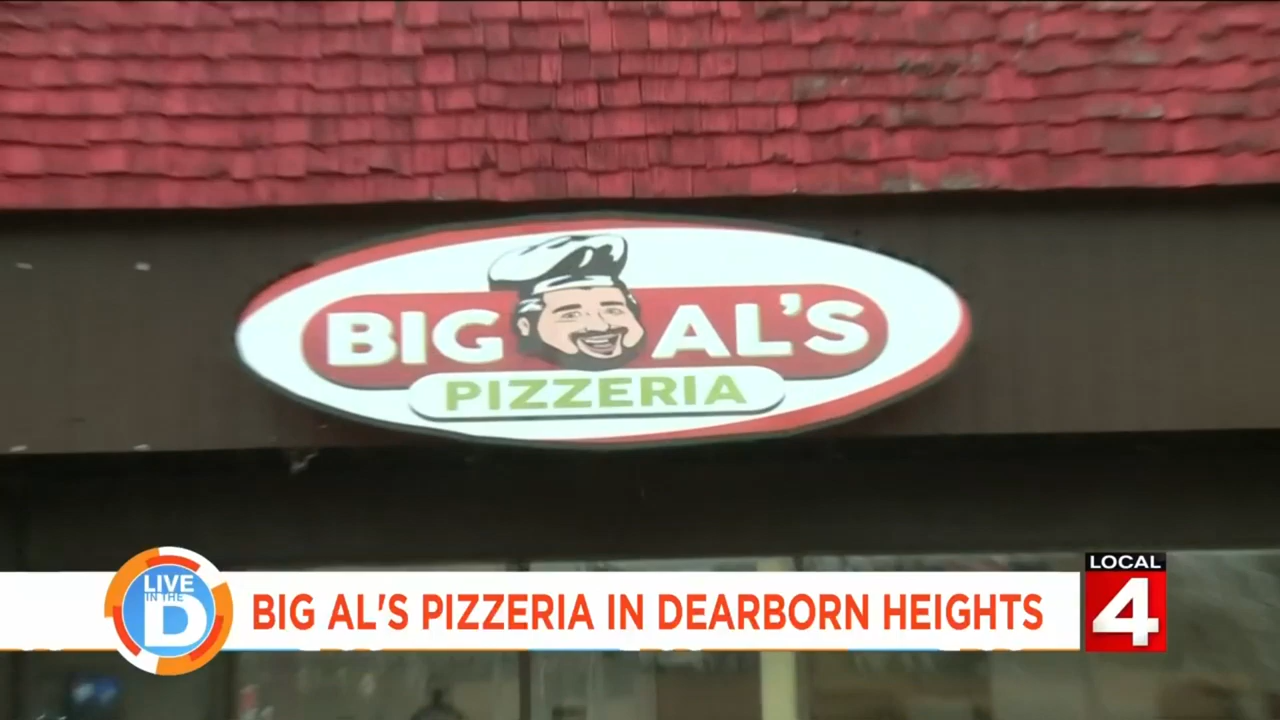 BIG AL'S
PIZZERIA
LIVE
IN THE
D
BIG AL'S PIZZERIA IN DEARBORN HEIGHTS
LOCAL
4